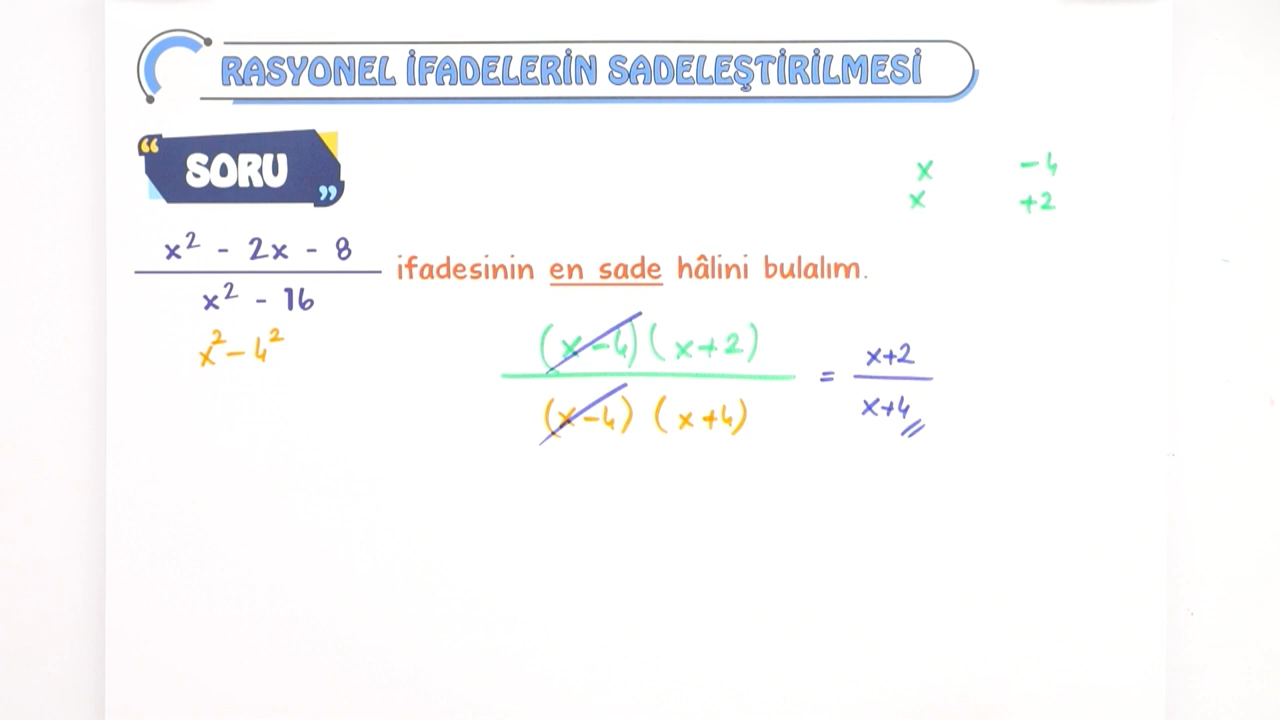 RASYONEL İFADELERİN SADELEŞTİRİLMESİ
“ SORU ”
x -4
x +2
x² - 2x - 8
x² - 16
ifadesinin en sade hâlini bulalım.
x² - 4²
(x-4)(x+2)
(x-4)(x+4)
= x+2
x+4